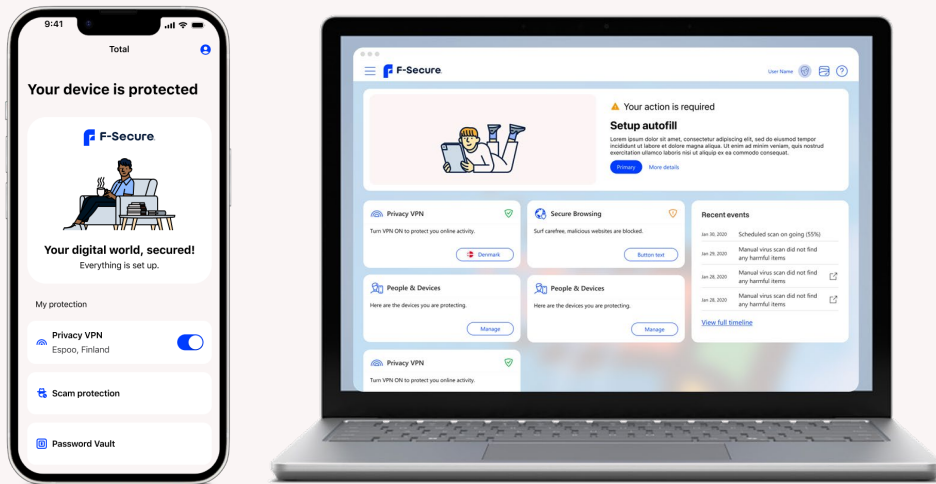 9:41
Total
Your device is protected
F-Secure.
Your digital world, secured!
Everything is set up.
My protection
Privacy VPN
Espoo, Finland
Scam protection
Password Vault
F-Secure.
User Name
Your action is required
Setup autofill
Lorem ipsum dolor sit amet, consectetur adipiscing elit, sed do eiusmod tempor
incididunt ut labore et dolore magna aliqua. Ut enim ad minim veniam, quis nostrud
exercitation ullamco laboris nisi ut aliquip ex ea commodo consequat.
Primary More details
Privacy VPN
Turn VPN ON to protect you online activity.
Denmark
Secure Browsing
Surf carefree, malicious websites are blocked.
Button text
People & Devices
Here are the devices you are protecting.
Manage
People & Devices
Here are the devices you are protecting.
Manage
Privacy VPN
Turn VPN ON to protect you online activity.
Recent events
Jan 30, 2020 Scheduled scan on going (55%)
Jan 29, 2020 Manual virus scan did not find
any harmful items
Jan 28, 2020 Manual virus scan did not find
any harmful items
Jan 28, 2020 Manual virus scan did not find
any harmful items
View full timeline